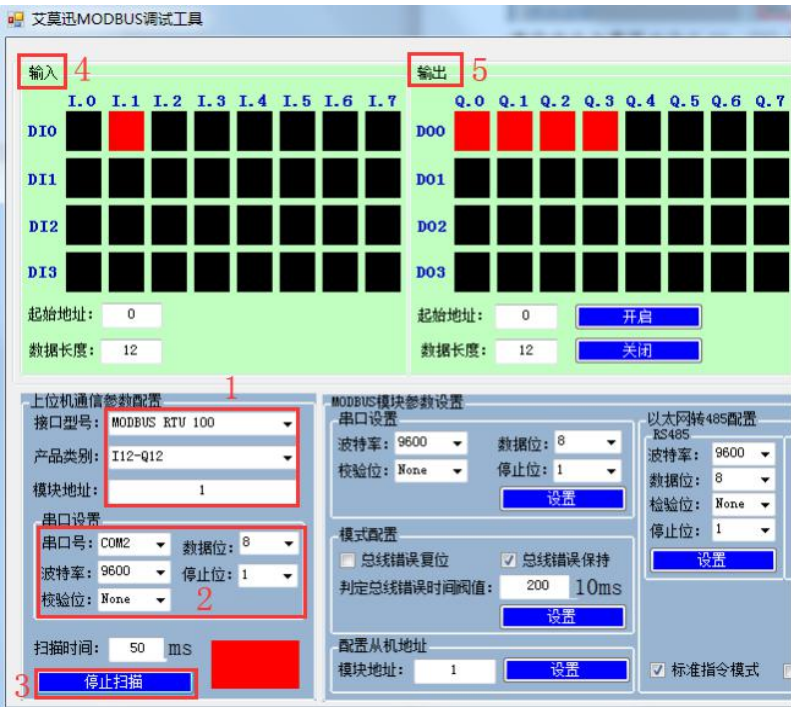 艾莫迅MODBUS调试工具
输入 4
I.0 I.1 I.2 I.3 I.4 I.5 I.6 I.7
DI0
DI1
DI2
DI3
起始地址: 0
数据长度: 12
输出 5
Q.0 Q.1 Q.2 Q.3 Q.4 Q.5 Q.6 Q.7
DO0
DO1
DO2
DO3
起始地址: 0 开启
数据长度: 12 关闭
上位机通信参数配置 1
接口型号: MODBUS RTU 100
产品类别: I12-Q12
模块地址: 1
串口设置
串口号: COM2 数据位: 8
波特率: 9600 停止位: 1
校验位: None 2
扫描时间: 50 ms
3 停止扫描
MODBUS模块参数设置
串口设置
波特率: 9600 数据位: 8
校验位: None 停止位: 1
设置
模式配置
总线错误复位 总线错误保持
判定总线错误时间阀值: 200 10ms
设置
配置从机地址
模块地址: 1 设置
以太网转485配置
RS485
波特率: 9600
数据位: 8
检验位: None
停止位: 1
设置
标准指令模式